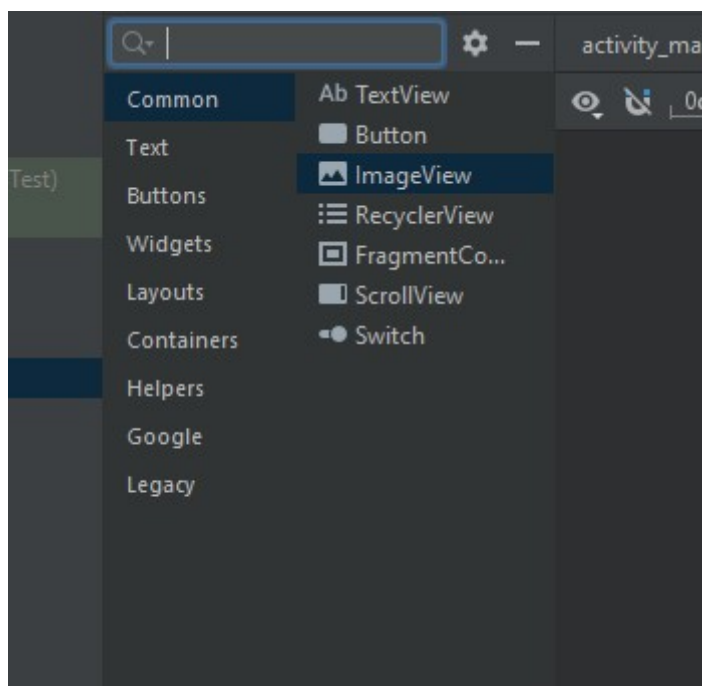 activity_ma
Common
Text
Buttons
Widgets
Layouts
Containers
Helpers
Google
Legacy
Ab TextView
Button
ImageView
RecyclerView
FragmentCo...
ScrollView
Switch
Test)